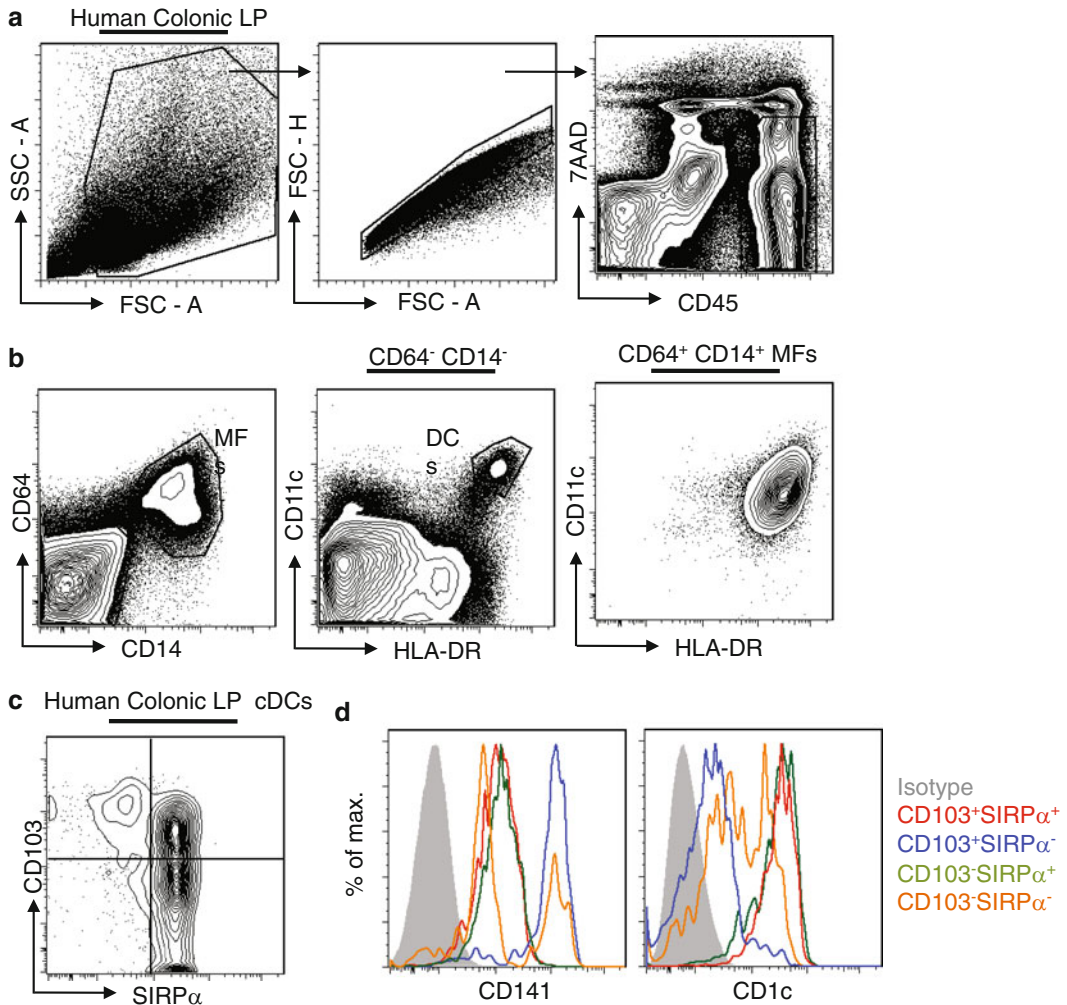 a
Human Colonic LP
SSC - A
FSC - A
FSC - H
FSC - A
7AAD
CD45
b
CD64⁻ CD14⁻
CD64⁺ CD14⁺ MFs
CD64
MF
s
CD14
CD11c
DC
s
HLA-DR
CD11c
HLA-DR
c
Human Colonic LP cDCs
CD103
SIRPα
d
% of max.
CD141
CD1c
Isotype
CD103⁺SIRPα⁺
CD103⁺SIRPα⁻
CD103⁻SIRPα⁺
CD103⁻SIRPα⁻